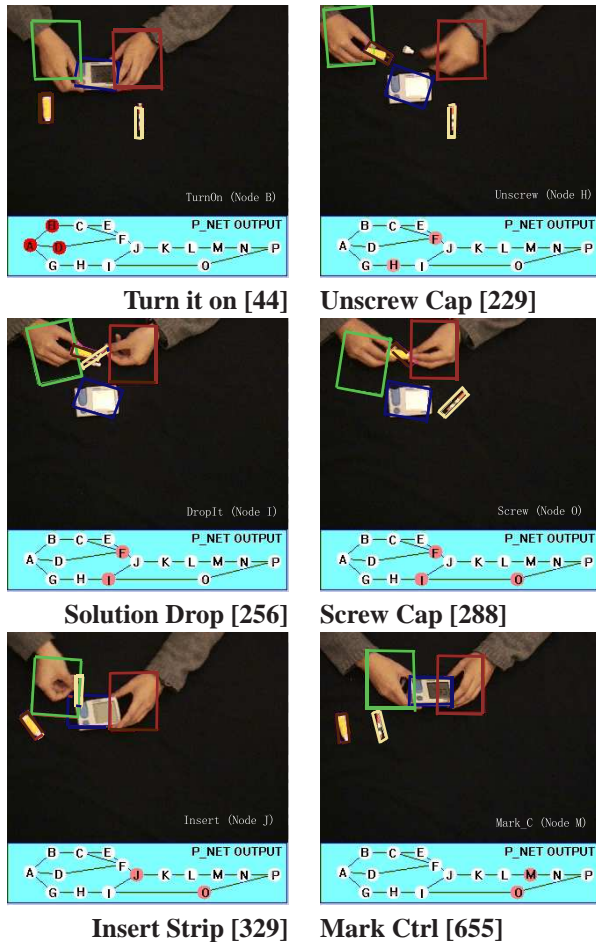 TurnOn (Node B)
P_NET OUTPUT
B C E
F
A D J K L M N P
G H I O
Turn it on [44]
Unscrew (Node H)
P_NET OUTPUT
B C E
F
A D J K L M N P
G H I O
Unscrew Cap [229]
DropIt (Node I)
P_NET OUTPUT
B C E
F
A D J K L M N P
G H I O
Solution Drop [256]
Screw (Node O)
P_NET OUTPUT
B C E
F
A D J K L M N P
G H I O
Screw Cap [288]
Insert (Node J)
P_NET OUTPUT
B C E
F
A D J K L M N P
G H I O
Insert Strip [329]
Mark_C (Node M)
P_NET OUTPUT
B C E
F
A D J K L M N P
G H I O
Mark Ctrl [655]